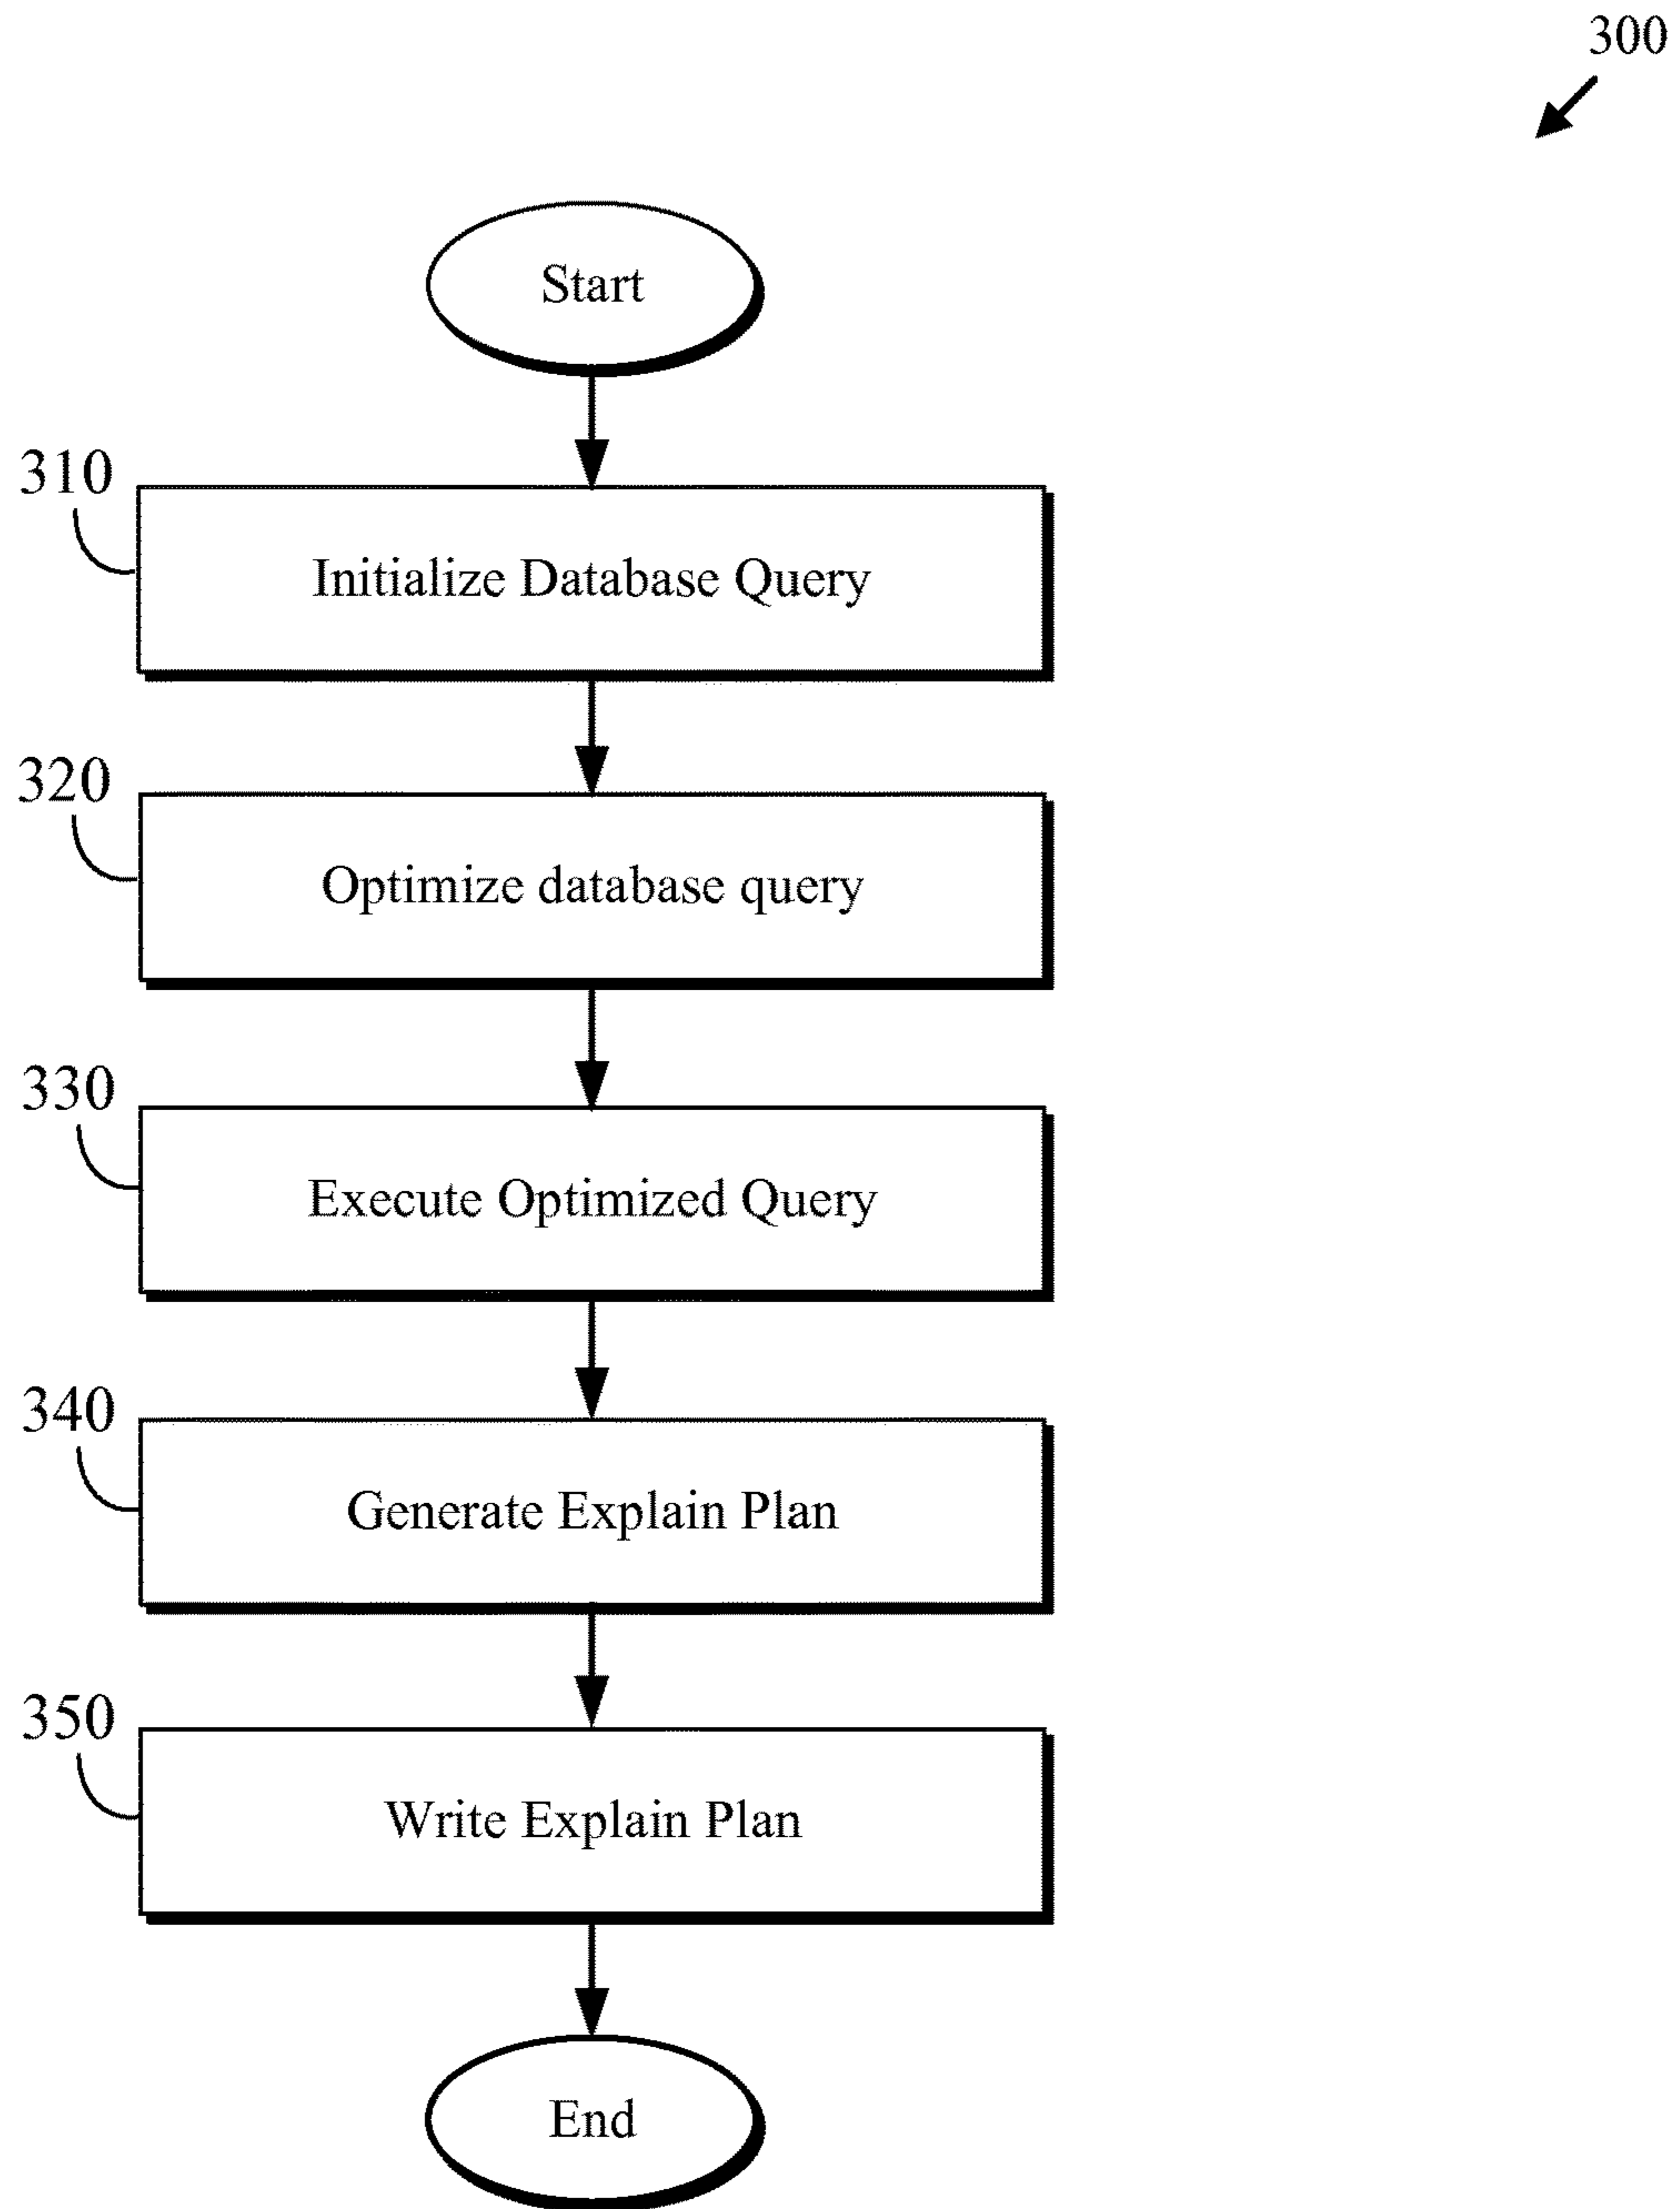 300
Start
310
Initialize Database Query
320
Optimize database query
330
Execute Optimized Query
340
Generate Explain Plan
350
Write Explain Plan
End